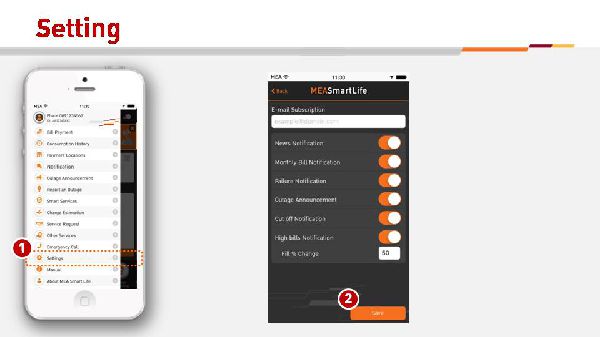 Setting
MEA 11:00
Bill Payment
Consumption History
Payment Locations
Notification
Outage Announcement
Report an Outage
Smart Services
Charge Estimation
Service Request
Other Services
Emergency Call
1
Settings
Manual
About MEA Smart Life
MEA 11:00
Back MEASmartLife
E-mail Subscription
example@domain.com
News Notification
Monthly Bill Notification
Failure Notification
Outage Announcement
Cut off Notification
High bills Notification
Fill % Change 50
2
Save